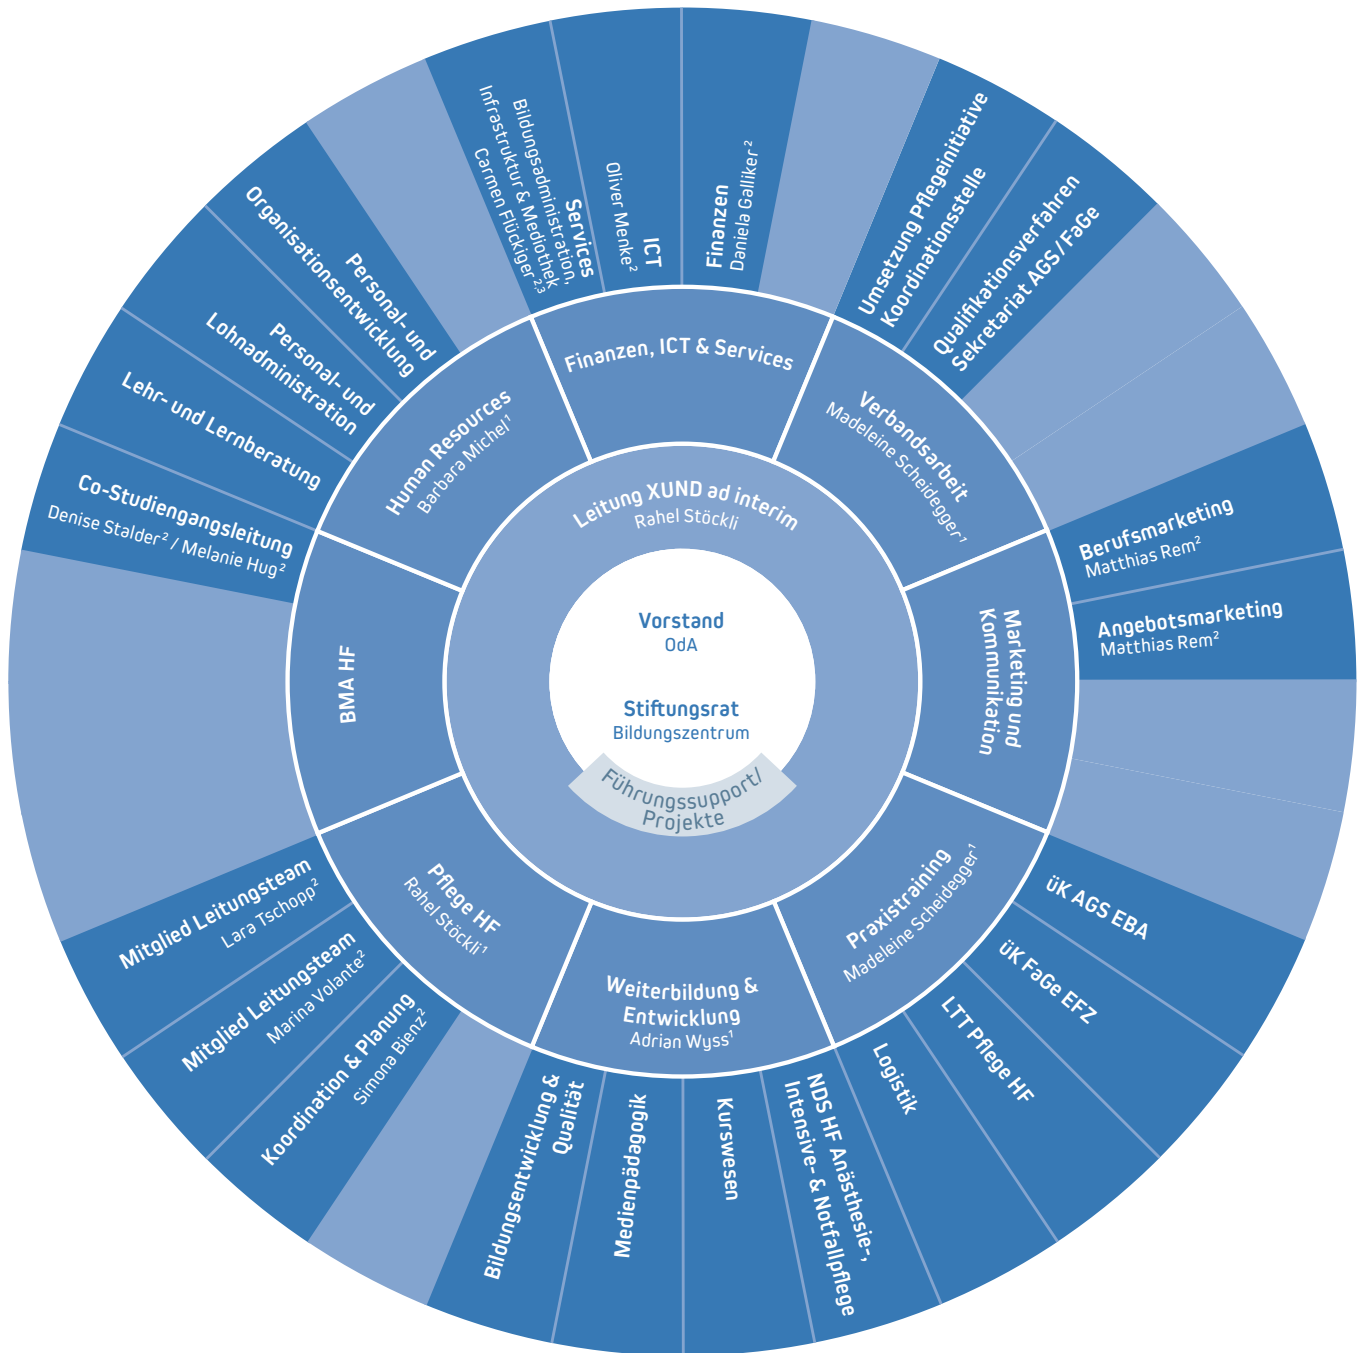 Vorstand
OdA
Stiftungsrat
Bildungszentrum
Führungssupport/
Projekte
Leitung XUND ad interim
Rahel Stöckli
Finanzen, ICT & Services
Services
Bildungsadministration,
Infrastruktur & Mediothek
Carmen Flückiger²,³
ICT
Oliver Menke²
Finanzen
Daniela Galliker²
Verbandsarbeit
Madeleine Scheidegger¹
Umsetzung Pflegeinitiative
Koordinationsstelle
Qualifikationsverfahren
Sekretariat AGS/FaGe
Marketing und
Kommunikation
Berufsmarketing
Matthias Rem²
Angebotsmarketing
Matthias Rem²
Praxistraining
Madeleine Scheidegger¹
üK AGS EBA
üK FaGe EFZ
LTT Pflege HF
Logistik
Weiterbildung &
Entwicklung
Adrian Wyss¹
NDS HF Anästhesie-,
Intensive- & Notfallpflege
Kurswesen
Medienpädagogik
Bildungsentwicklung &
Qualität
Pflege HF
Rahel Stöckli¹
Koordination & Planung
Simona Bienz²
Mitglied Leitungsteam
Marina Volante²
Mitglied Leitungsteam
Lara Tschopp²
BMA HF
Co-Studiengangsleitung
Denise Stalder² / Melanie Hug²
Human Resources
Barbara Michel¹
Lehr- und Lernberatung
Personal- und
Lohnadministration
Personal- und
Organisationsentwicklung